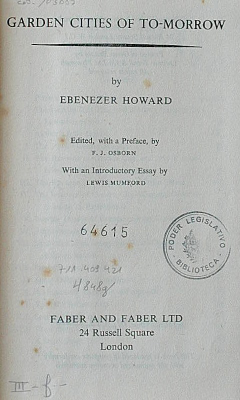 GARDEN CITIES OF TO-MORROW
by
EBENEZER HOWARD
Edited, with a Preface, by
F. J. OSBORN
With an Introductory Essay by
LEWIS MUMFORD
64615
PODER LEGISLATIVO
BIBLIOTECA
FABER AND FABER LTD
24 Russell Square
London